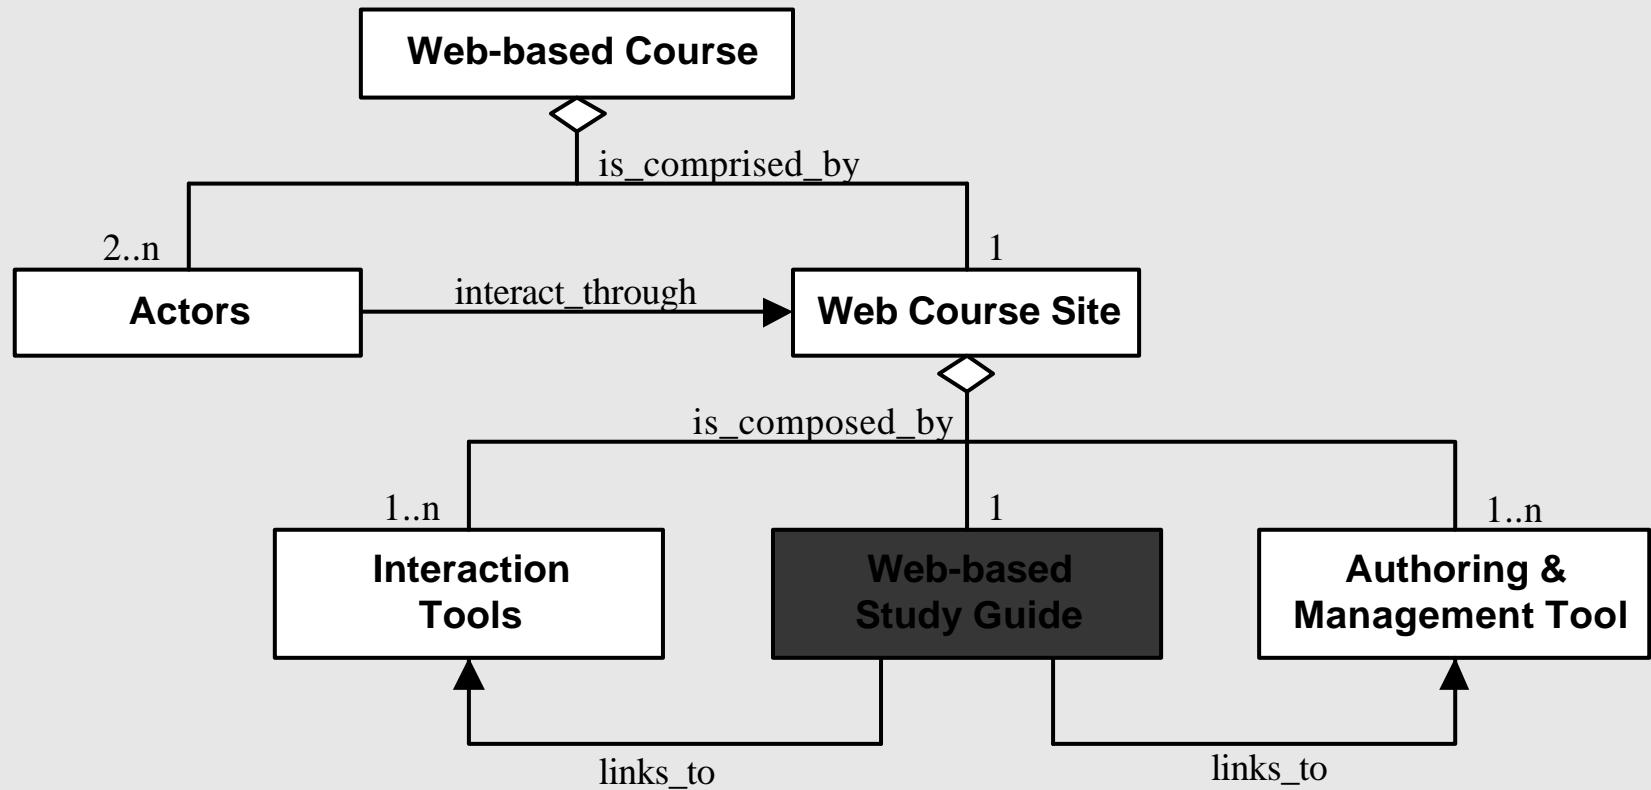 Web-based Course
is_comprised_by
2..n
1
Actors
interact_through
Web Course Site
is_composed_by
1..n
1
1..n
Interaction
Tools
Web-based
Study Guide
Authoring &
Management Tool
links_to
links_to